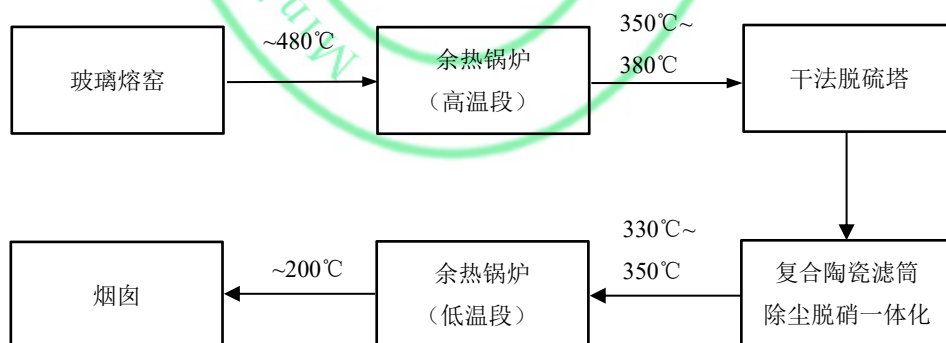 玻璃熔窑
~480℃
余热锅炉
（高温段）
350℃~
380℃
干法脱硫塔
复合陶瓷滤筒
除尘脱硝一体化
330℃~
350℃
余热锅炉
（低温段）
~200℃
烟囱